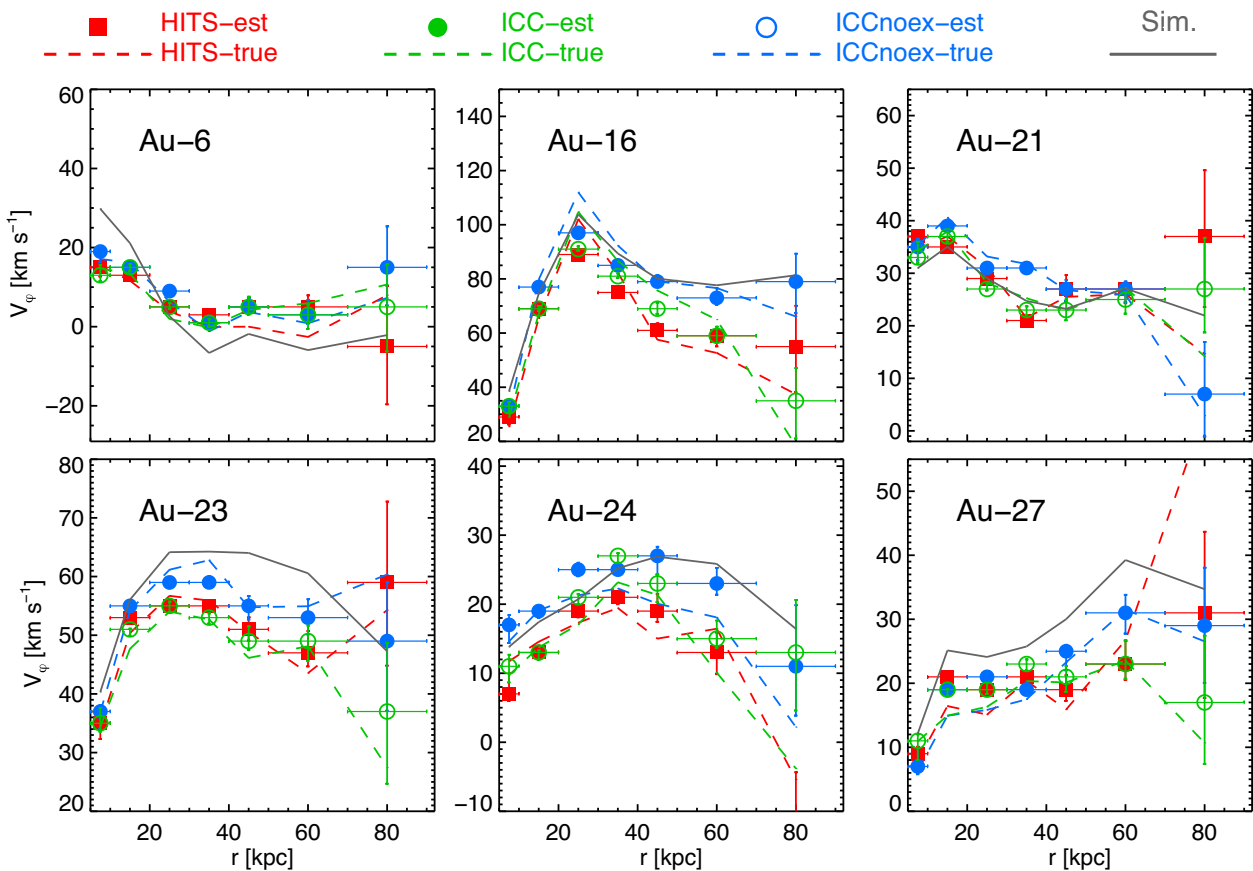 HITS−est ICC−est ICCnoex−est Sim.
HITS−true ICC−true ICCnoex−true
60 40 20 0 −20
Vφ [km s⁻¹]
Au−6
140 120 100 80 60 40 20
Au−16
60 50 40 30 20 10 0
Au−21
80 70 60 50 40 30 20
Vφ [km s⁻¹]
Au−23
40 30 20 10 0 −10
Au−24
50 40 30 20 10 0
Au−27
20 40 60 80
20 40 60 80
20 40 60 80
r [kpc] r [kpc] r [kpc]